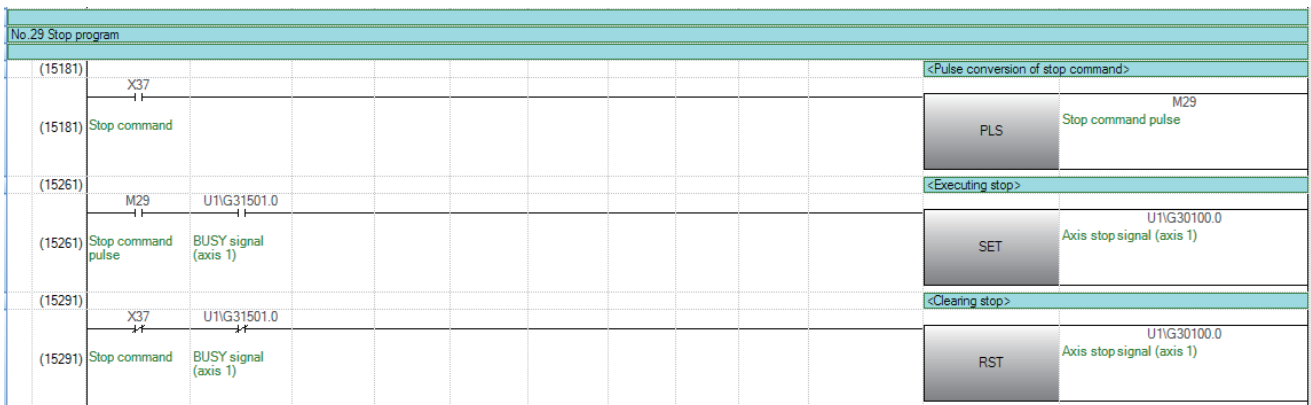 No.29 Stop program
(15181) <Pulse conversion of stop command>
X37
M29
(15181) Stop command PLS Stop command pulse
(15261) <Executing stop>
M29 U1\G31501.0
U1\G30100.0
(15261) Stop command pulse BUSY signal (axis 1) SET Axis stop signal (axis 1)
(15291) <Clearing stop>
X37 U1\G31501.0
U1\G30100.0
(15291) Stop command BUSY signal (axis 1) RST Axis stop signal (axis 1)